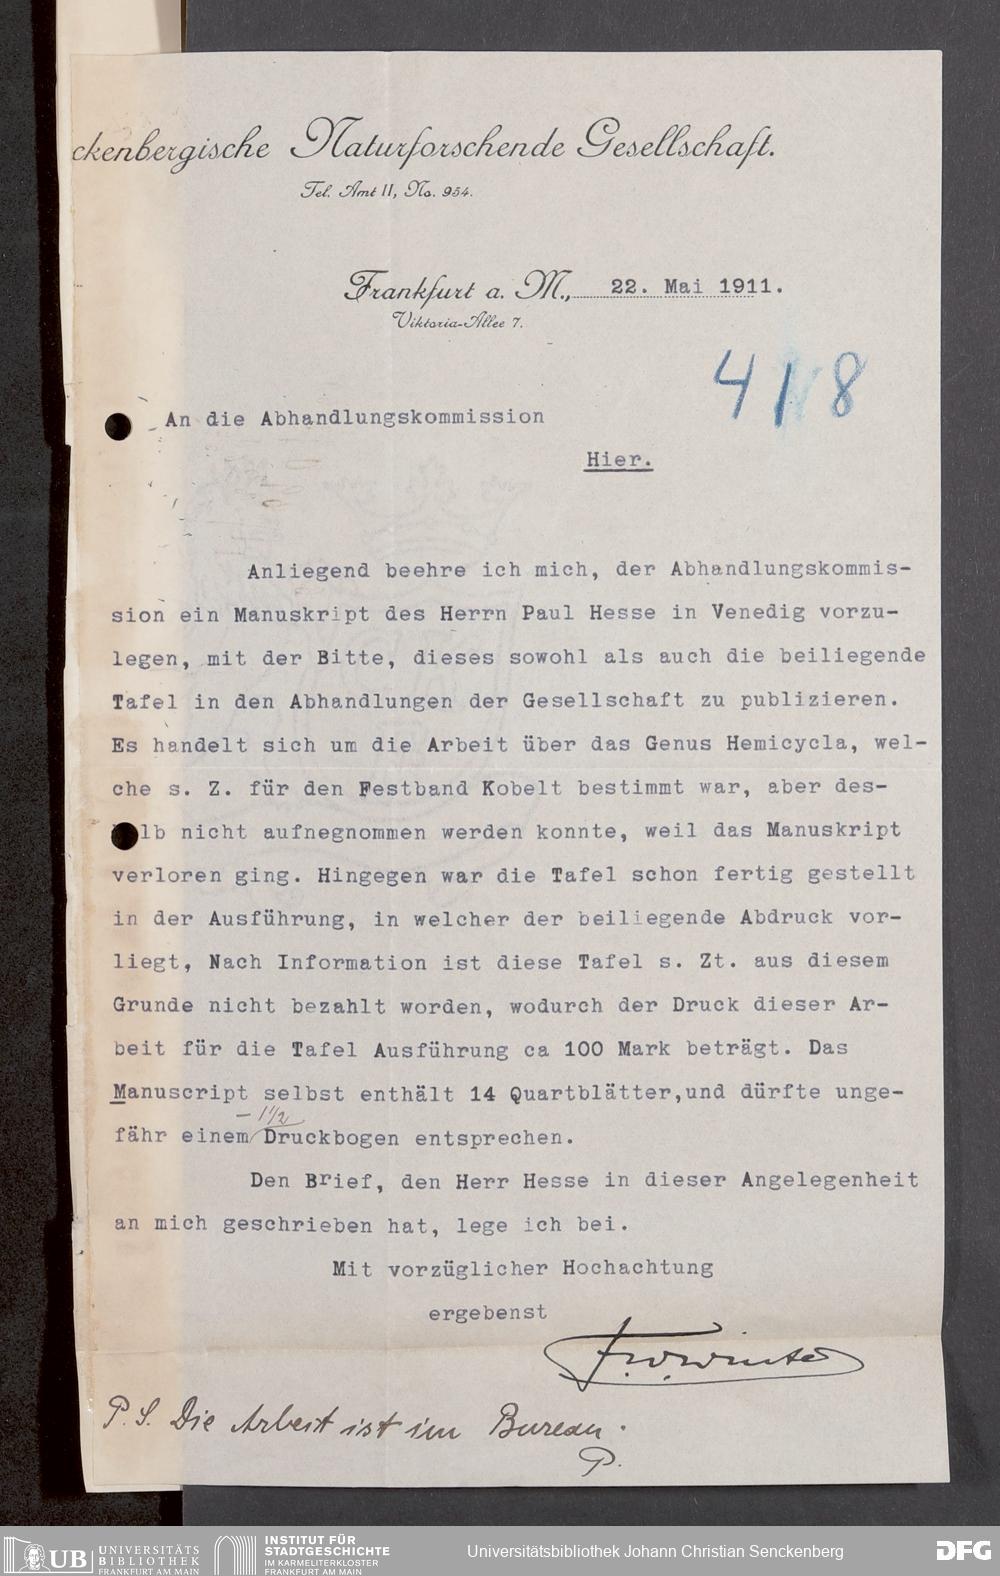 ckenbergische Naturforschende Gesellschaft.
Tel. Amt II, No. 954.
Frankfurt a. M., 22. Mai 1911.
Viktoria-Allee 7.
418
An die Abhandlungskommission
Hier.
Anliegend beehre ich mich, der Abhandlungskommis-
sion ein Manuskript des Herrn Paul Hesse in Venedig vorzu-
legen, mit der Bitte, dieses sowohl als auch die beiliegende
Tafel in den Abhandlungen der Gesellschaft zu publizieren.
Es handelt sich um die Arbeit über das Genus Hemicycla, wel-
che s. Z. für den Festband Kobelt bestimmt war, aber des-
lb nicht aufnegnommen werden konnte, weil das Manuskript
verloren ging. Hingegen war die Tafel schon fertig gestellt
in der Ausführung, in welcher der beiliegende Abdruck vor-
liegt, Nach Information ist diese Tafel s. Zt. aus diesem
Grunde nicht bezahlt worden, wodurch der Druck dieser Ar-
beit für die Tafel Ausführung ca 100 Mark beträgt. Das
Manuscript selbst enthält 14 Quartblätter,und dürfte unge-
– 1 1/2
fähr einem Druckbogen entsprechen.
Den Brief, den Herr Hesse in dieser Angelegenheit
an mich geschrieben hat, lege ich bei.
Mit vorzüglicher Hochachtung
ergebenst
F. W. Winter
P. S. Die Arbeit ist im Bureau.
P.
UB UNIVERSITÄTS
BIBLIOTHEK
FRANKFURT AM MAIN
INSTITUT FÜR
STADTGESCHICHTE
IM KARMELITERKLOSTER
FRANKFURT AM MAIN
Universitätsbibliothek Johann Christian Senckenberg
DFG